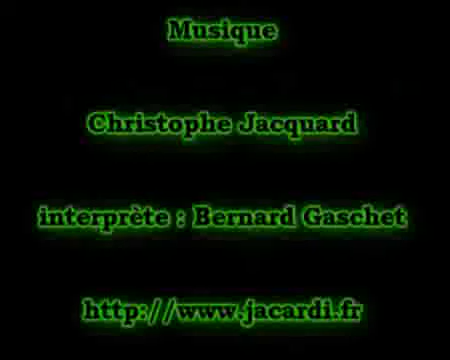 Musique
Christophe Jacquard
interprète : Bernard Gaschet
http://www.jacardi.fr